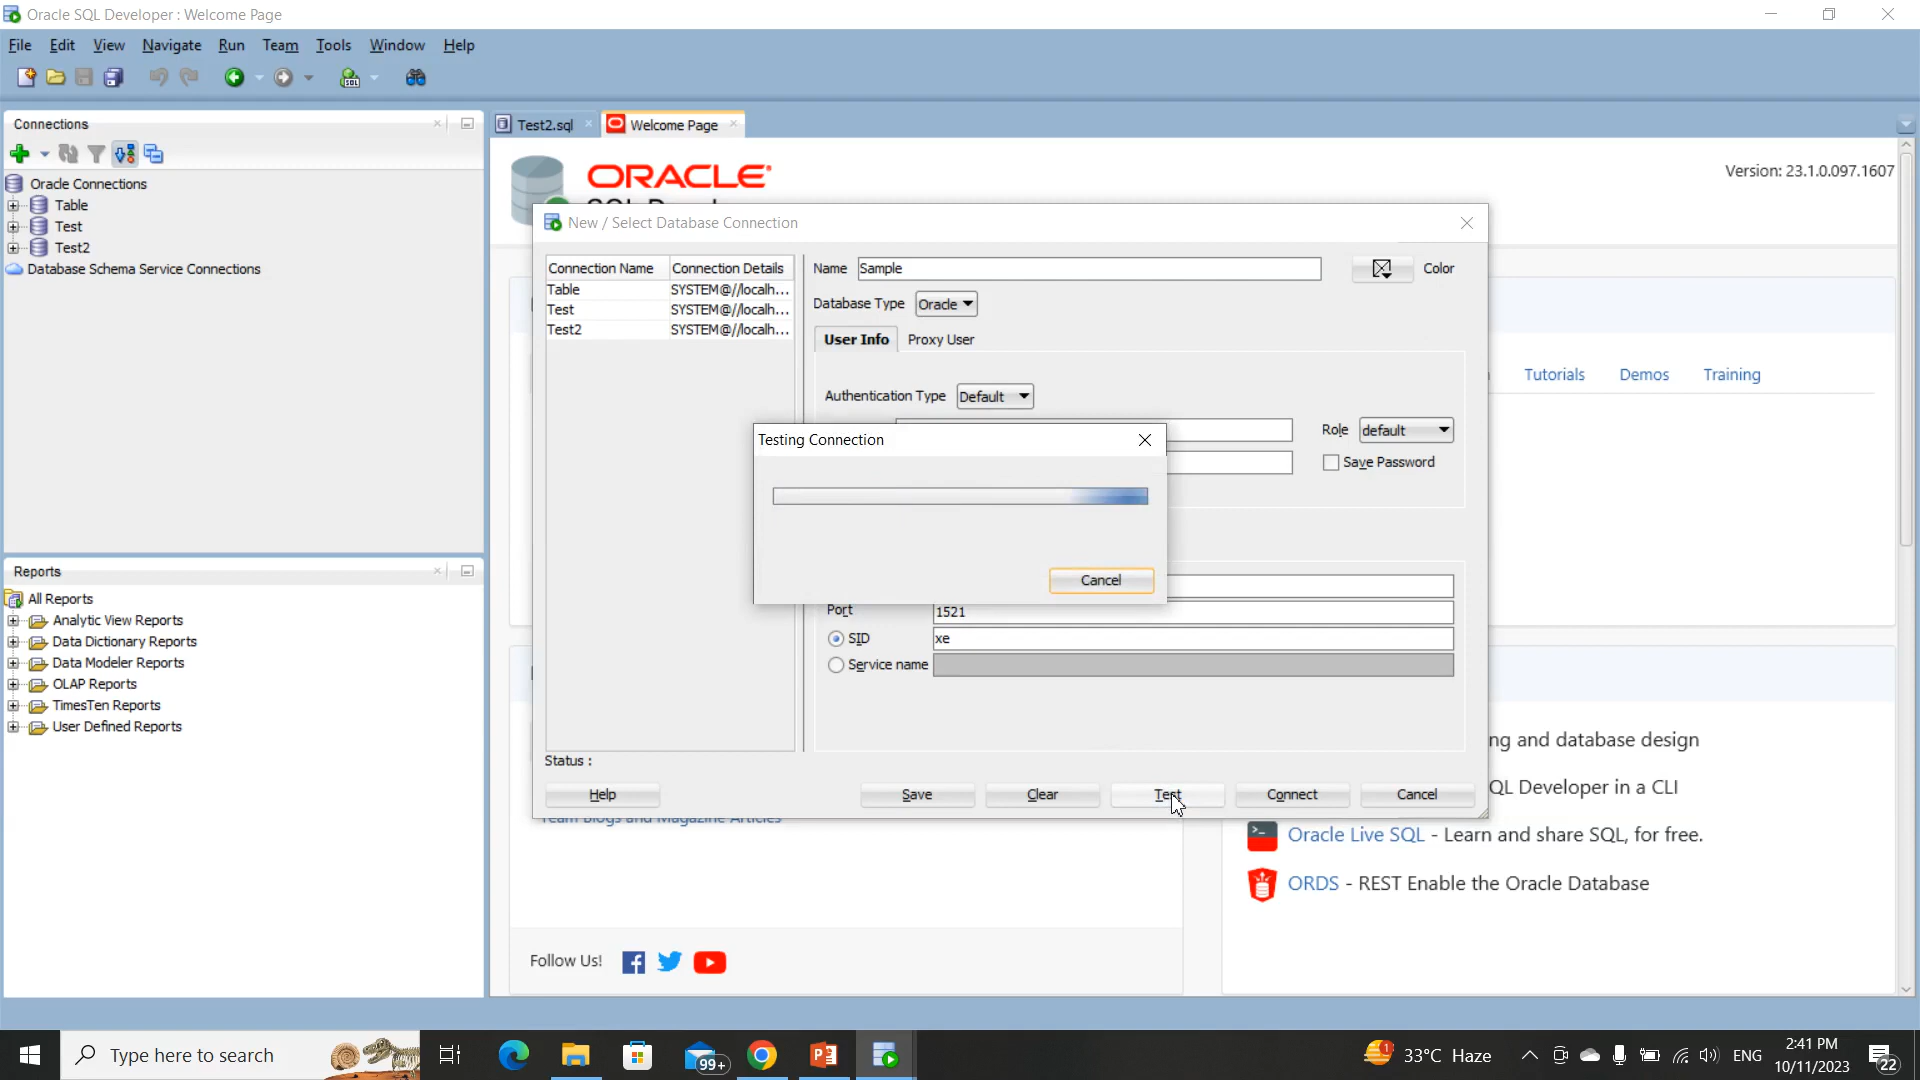 Oracle SQL Developer : Welcome Page
File Edit View Navigate Run Team Tools Window Help
SQL
Connections
Oracle Connections
Table
Test
Test2
Database Schema Service Connections
Reports
All Reports
Analytic View Reports
Data Dictionary Reports
Data Modeler Reports
OLAP Reports
TimesTen Reports
User Defined Reports
Test2.sql
Welcome Page
ORACLE
Version: 23.1.0.097.1607
Tutorials Demos Training
New / Select Database Connection
Connection Name Connection Details
Table SYSTEM@//localh...
Test SYSTEM@//localh...
Test2 SYSTEM@//localh...
Name Sample
Color
Database Type Oracle
User Info Proxy User
Authentication Type Default
Role default
Save Password
Testing Connection
Cancel
Port 1521
SID xe
Service name
Status :
Help Save Clear Test Connect Cancel
Team Blogs and Magazine Articles
ng and database design
QL Developer in a CLI
Oracle Live SQL - Learn and share SQL, for free.
ORDS - REST Enable the Oracle Database
Follow Us!
Type here to search
99+
33°C Haze
ENG
2:41 PM
10/11/2023
22